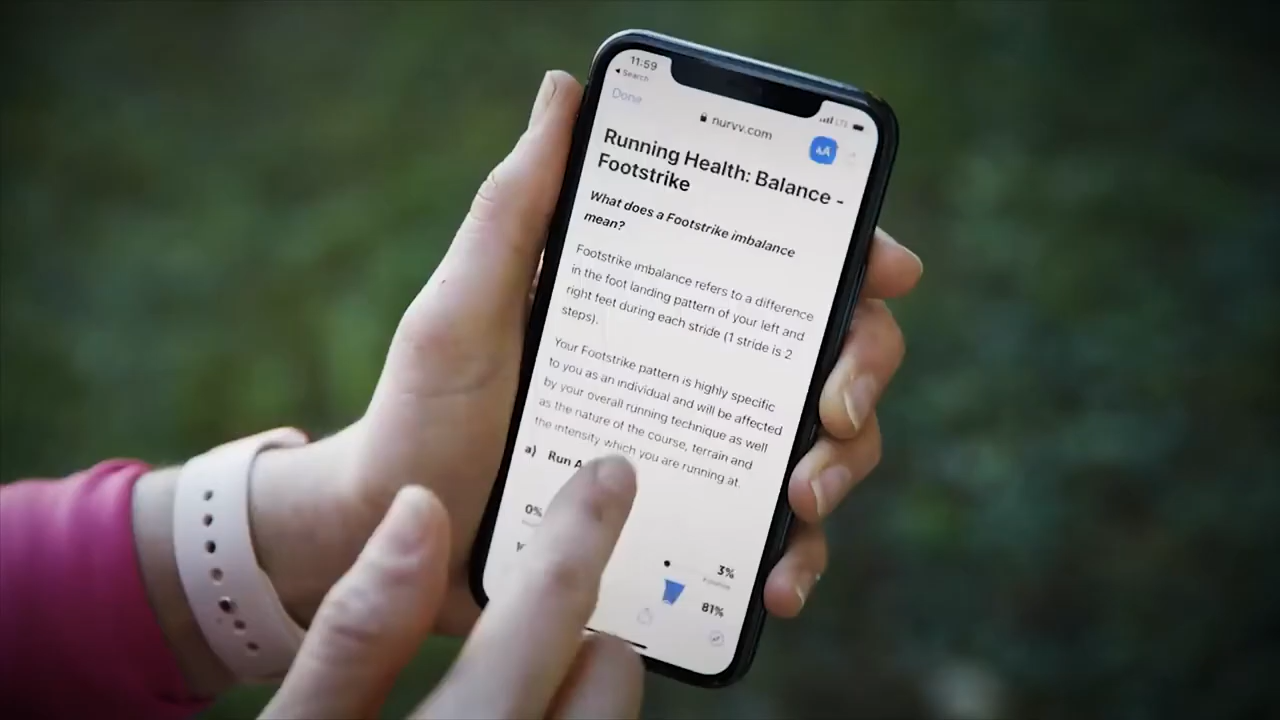 11:59
Search
LTE
Done
nurvv.com
AA
Running Health: Balance -
Footstrike
What does a Footstrike imbalance
mean?
Footstrike imbalance refers to a difference
in the foot landing pattern of your left and
right feet during each stride (1 stride is 2
steps).
Your Footstrike pattern is highly specific
to you as an individual and will be affected
by your overall running technique as well
as the nature of the course, terrain and
the intensity which you are running at.
a) Run
0%
3%
81%